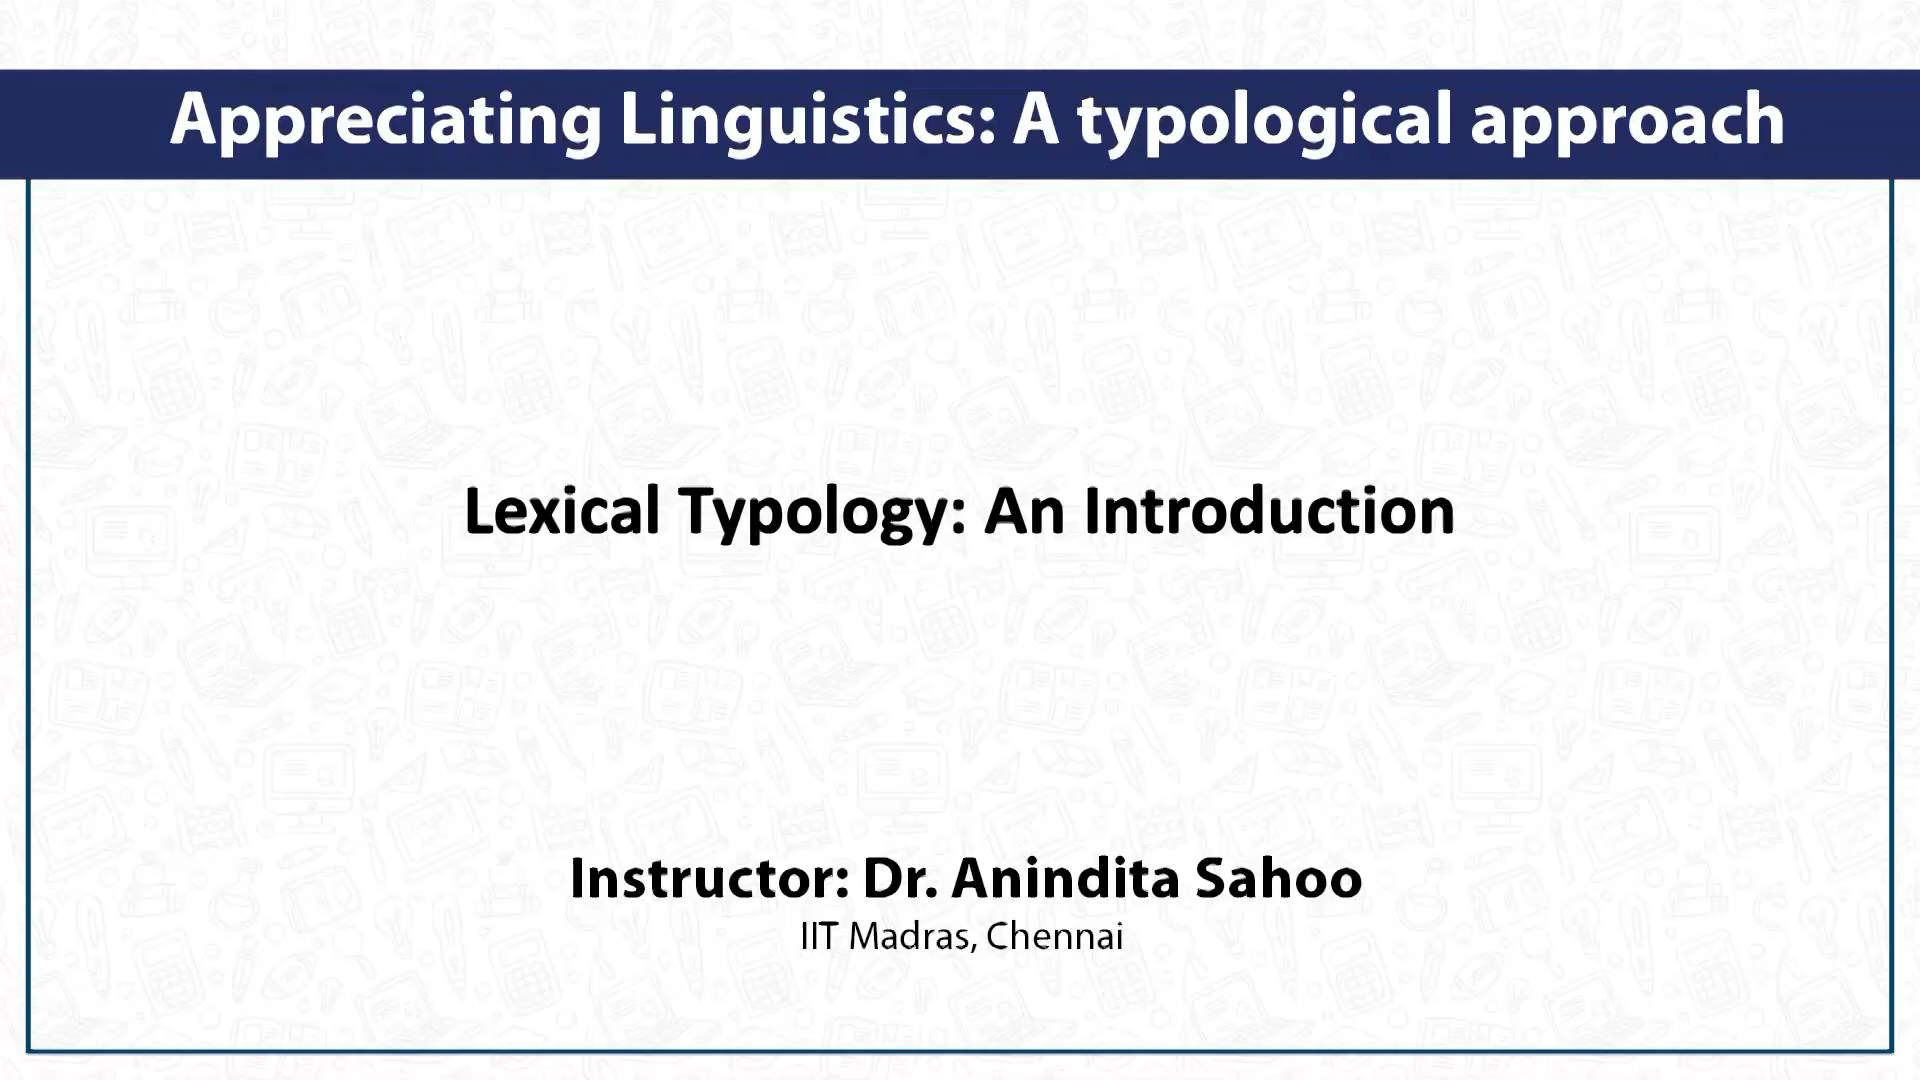 Appreciating Linguistics: A typological approach
Lexical Typology: An Introduction
Instructor: Dr. Anindita Sahoo
IIT Madras, Chennai